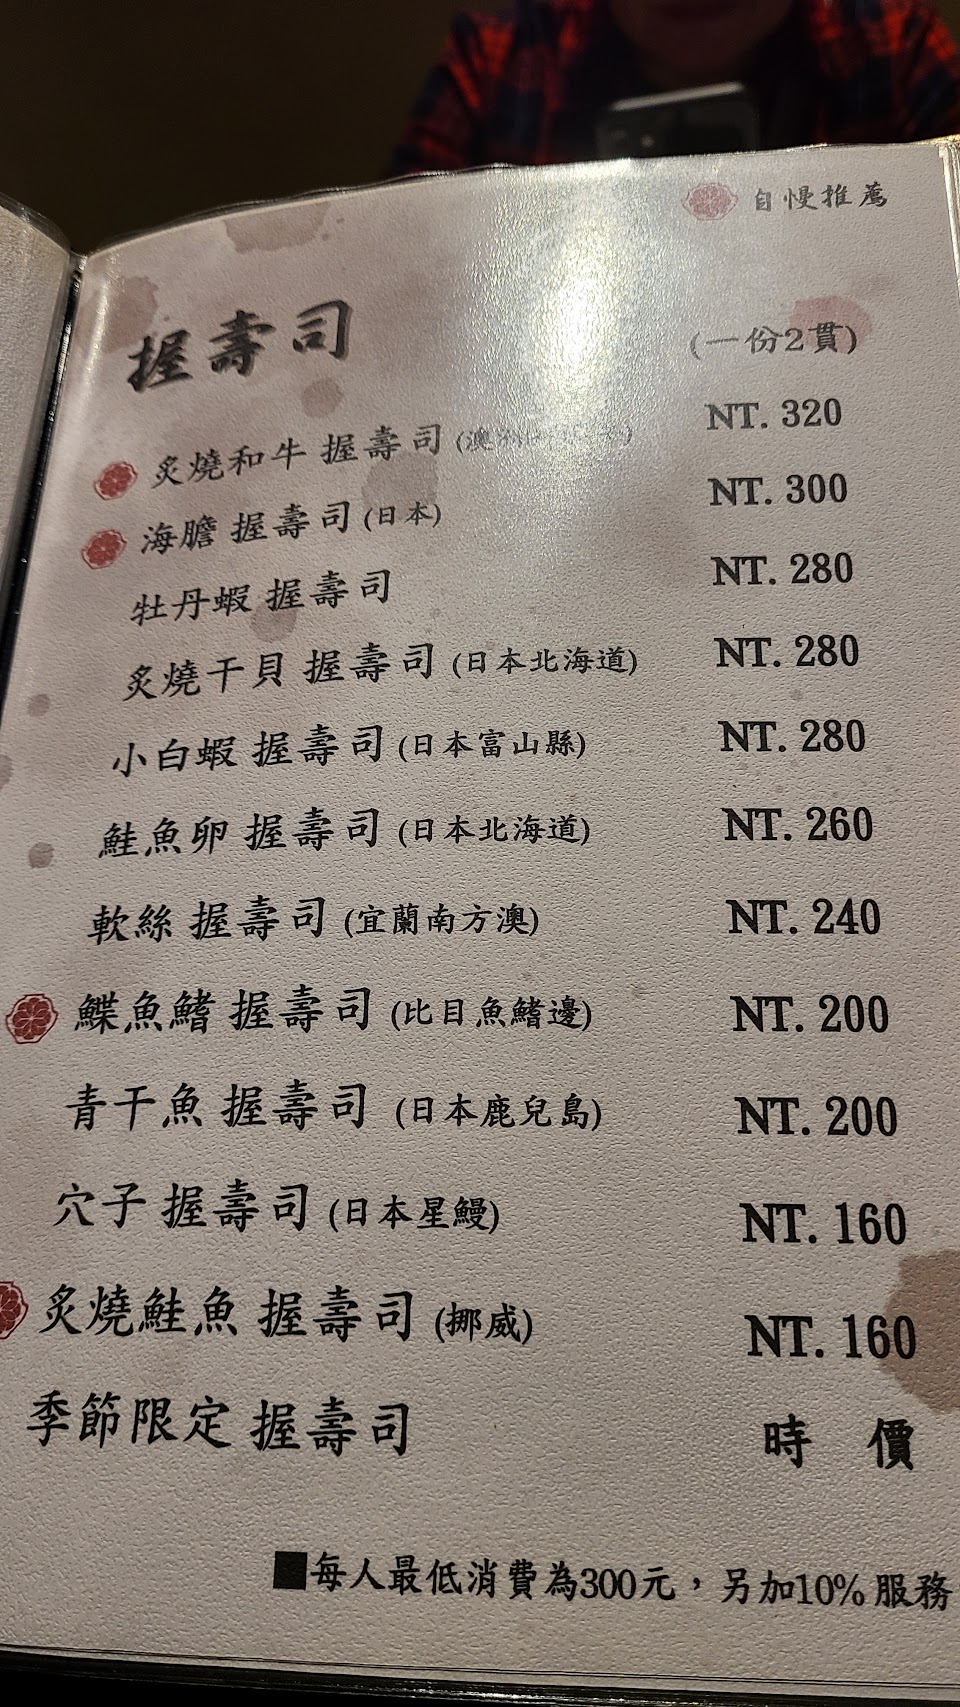 自慢推薦
握壽司 (一份2貫)
炙燒和牛 握壽司 NT. 320
海膽 握壽司 (日本) NT. 300
牡丹蝦 握壽司 NT. 280
炙燒干貝 握壽司 (日本北海道) NT. 280
小白蝦 握壽司 (日本富山縣) NT. 280
鮭魚卵 握壽司 (日本北海道) NT. 260
軟絲 握壽司 (宜蘭南方澳) NT. 240
鰈魚鰭 握壽司 (比目魚鰭邊) NT. 200
青干魚 握壽司 (日本鹿兒島) NT. 200
穴子 握壽司 (日本星鰻) NT. 160
炙燒鮭魚 握壽司 (挪威) NT. 160
季節限定 握壽司 時 價
■每人最低消費為300元，另加10% 服務